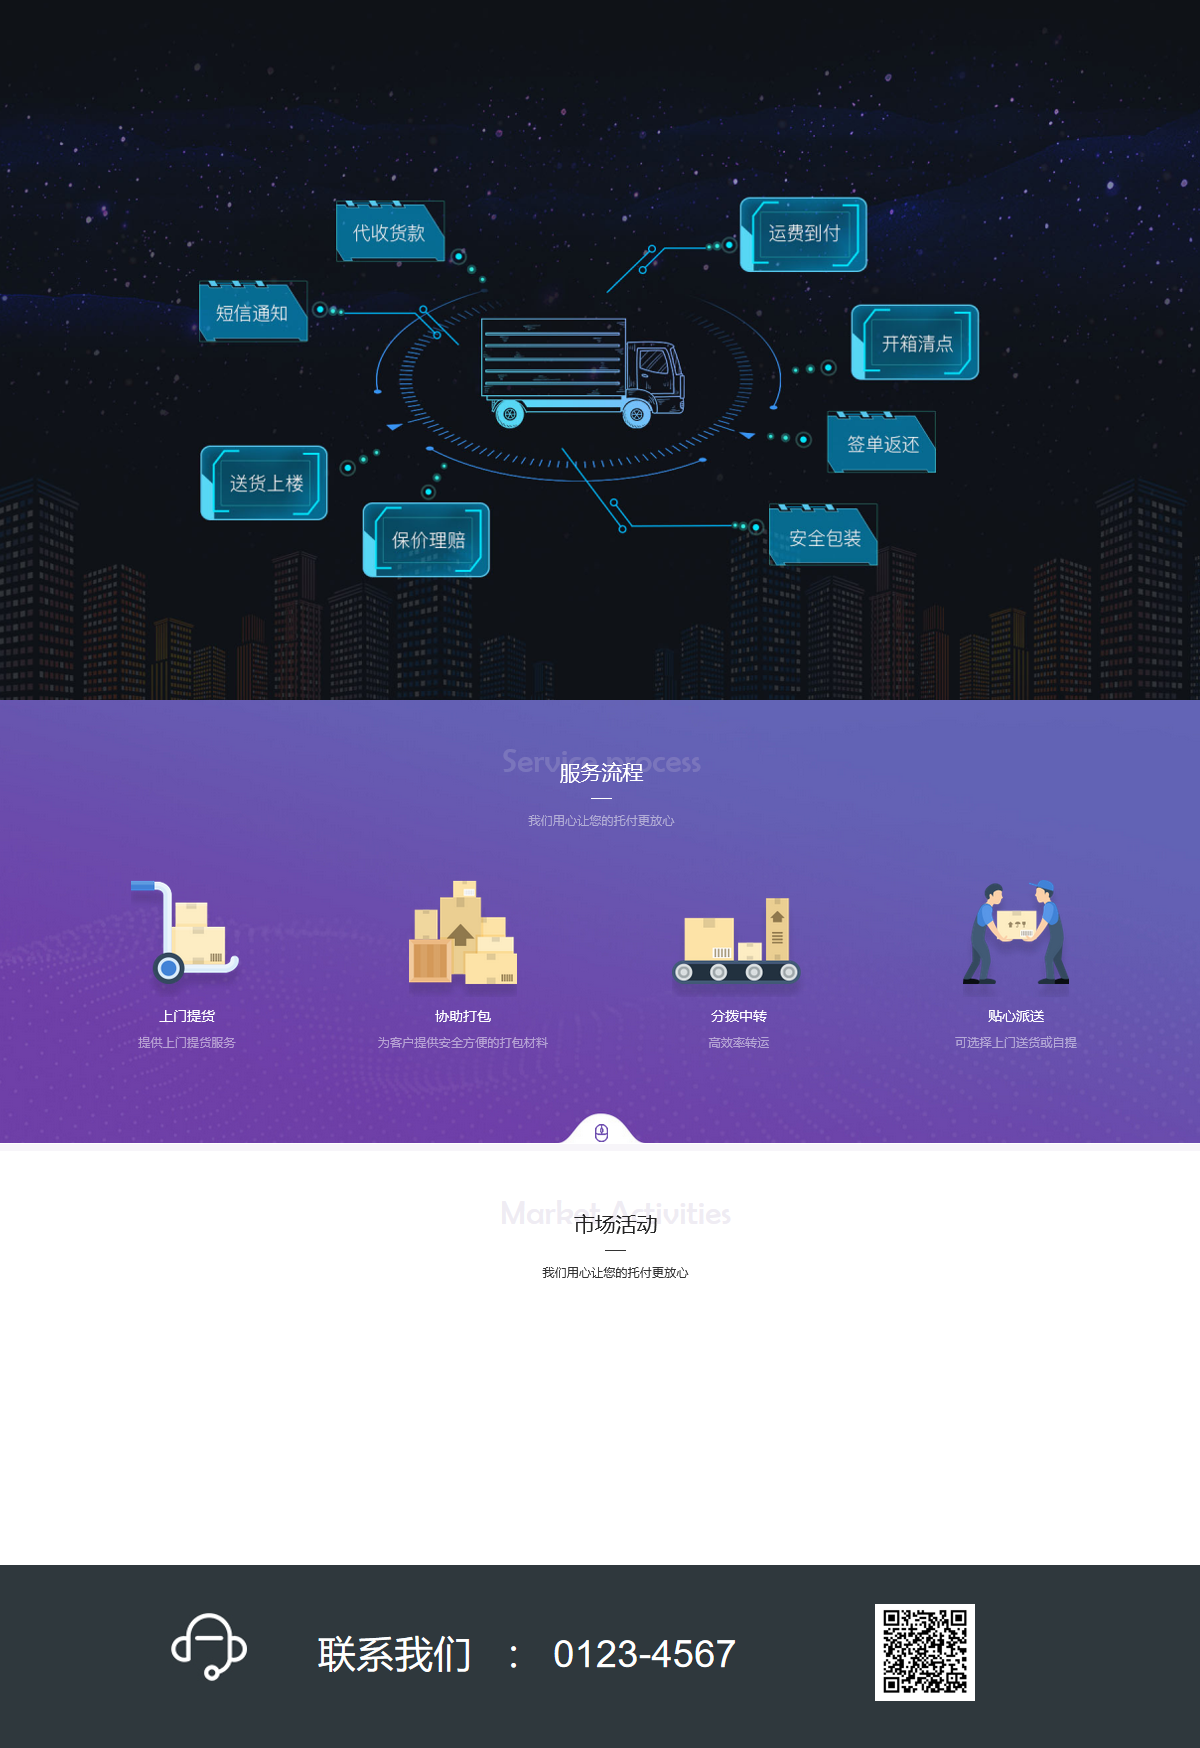 代收货款
运费到付
短信通知
开箱清点
签单返还
送货上楼
保价理赔
安全包装
Service process
服务流程
我们用心让您的托付更放心
上门提货
协助打包
分拨中转
贴心派送
提供上门提货服务
为客户提供安全方便的打包材料
高效率转运
可选择上门送货或自提
Market Activities
市场活动
我们用心让您的托付更放心
联系我们 : 0123-4567